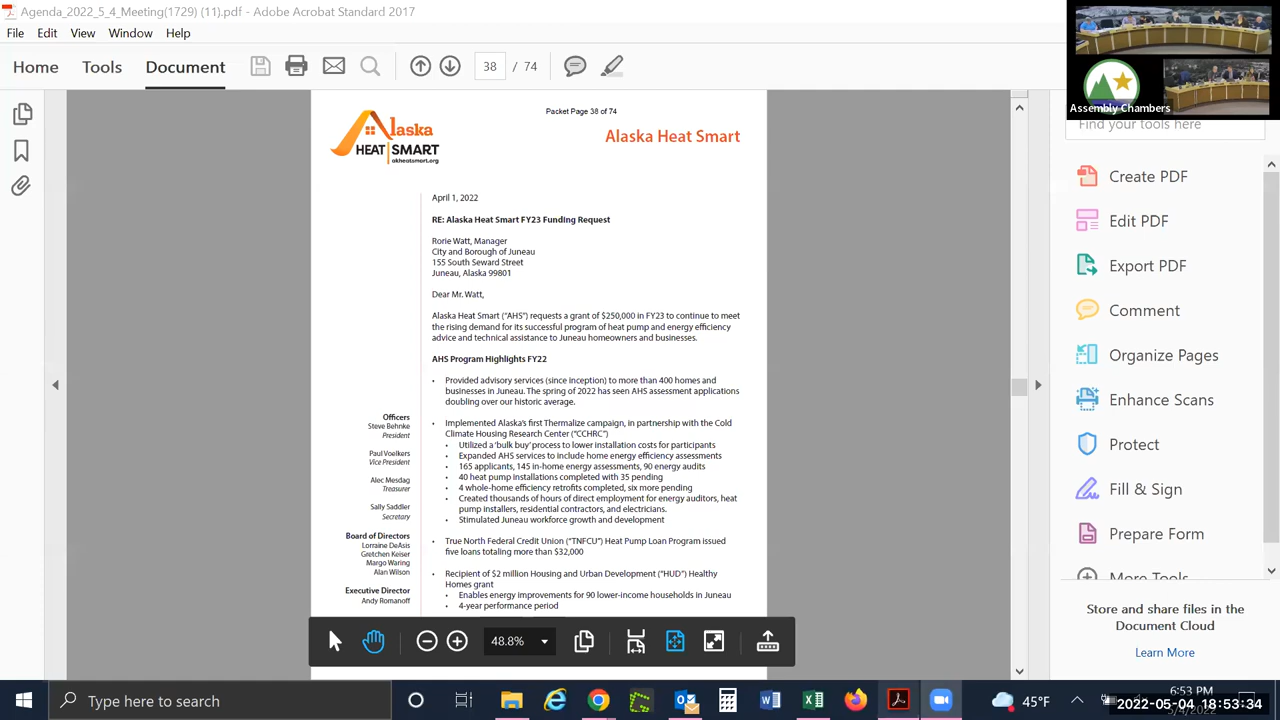 Agenda_2022_5_4_Meeting(1729) (11).pdf - Adobe Acrobat Standard 2017
File Edit View Window Help
Home Tools Document 38 / 74
Assembly Chambers
Find your tools here
Packet Page 38 of 74
Alaska
HEAT SMART
akheatsmart.org
Alaska Heat Smart
April 1, 2022
RE: Alaska Heat Smart FY23 Funding Request
Rorie Watt, Manager
City and Borough of Juneau
155 South Seward Street
Juneau, Alaska 99801
Dear Mr. Watt,
Alaska Heat Smart ("AHS") requests a grant of $250,000 in FY23 to continue to meet
the rising demand for its successful program of heat pump and energy efficiency
advice and technical assistance to Juneau homeowners and businesses.
AHS Program Highlights FY22
• Provided advisory services (since inception) to more than 400 homes and
businesses in Juneau. The spring of 2022 has seen AHS assessment applications
doubling over our historic average.
• Implemented Alaska's first Thermalize campaign, in partnership with the Cold
Climate Housing Research Center ("CCHRC")
• Utilized a 'bulk buy' process to lower installation costs for participants
• Expanded AHS services to include home energy efficiency assessments
• 165 applicants, 145 in-home energy assessments, 90 energy audits
• 40 heat pump installations completed with 35 pending
• 4 whole-home efficiency retrofits completed, six more pending
• Created thousands of hours of direct employment for energy auditors, heat
pump installers, residential contractors, and electricians.
• Stimulated Juneau workforce growth and development
• True North Federal Credit Union ("TNFCU") Heat Pump Loan Program issued
five loans totaling more than $32,000
• Recipient of $2 million Housing and Urban Development ("HUD") Healthy
Homes grant
• Enables energy improvements for 90 lower-income households in Juneau
• 4-year performance period
Officers
Steve Behnke
President
Paul Voelkers
Vice President
Alec Mesdag
Treasurer
Sally Saddler
Secretary
Board of Directors
Lorraine DeAsis
Gretchen Keiser
Margo Waring
Alan Wilson
Executive Director
Andy Romanoff
48.8%
Create PDF
Edit PDF
Export PDF
Comment
Organize Pages
Enhance Scans
Protect
Fill & Sign
Prepare Form
More Tools
Store and share files in the
Document Cloud
Learn More
Type here to search
45°F
6:53 PM
5/4/2022
2022-05-04 18:53:34